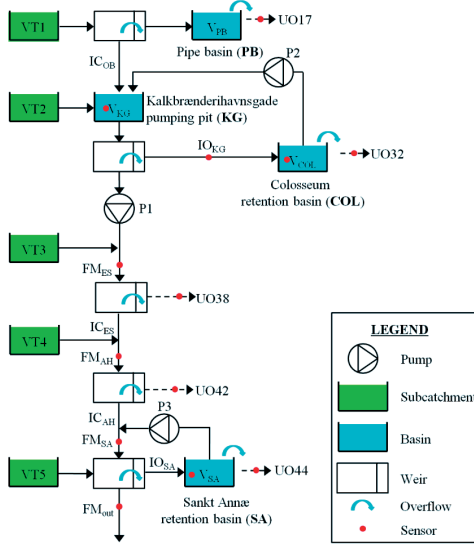 VT1
V_PB
UO17
Pipe basin (PB)
IC_OB
P2
VT2
V_KG
Kalkbrænderihavnsgade
pumping pit (KG)
IO_KG
V_COL
UO32
Colosseum
retention basin (COL)
P1
VT3
FM_ES
UO38
IC_ES
VT4
FM_AH
UO42
IC_AH
P3
FM_SA
IO_SA
VT5
V_SA
UO44
Sankt Annæ
retention basin (SA)
FM_out
LEGEND
Pump
Subcatchment
Basin
Weir
Overflow
Sensor